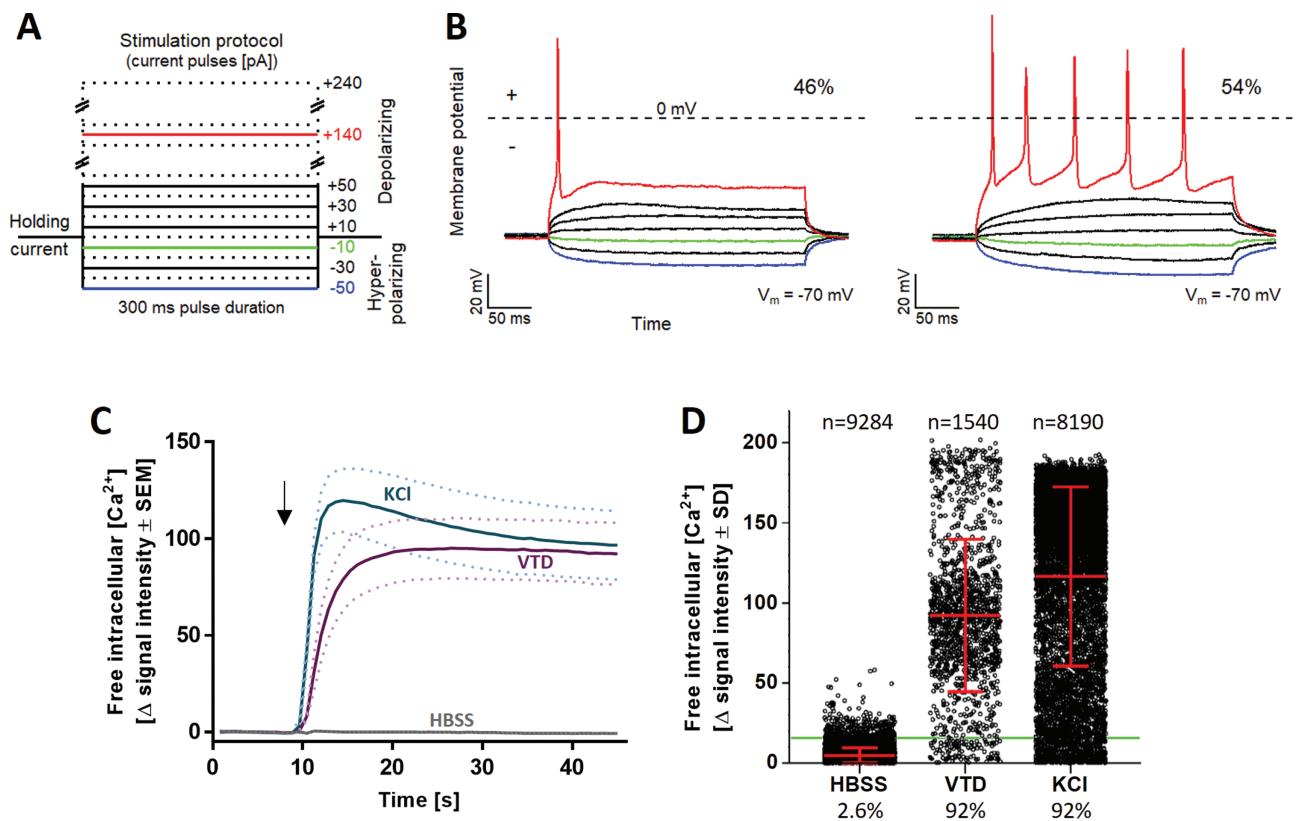 A
Stimulation protocol
(current pulses [pA])
+240
+140
+50
+30
+10
-10
-30
-50
Depolarizing
Hyper-
polarizing
Holding
current
300 ms pulse duration
B
Membrane potential
+
-
0 mV
46%
20 mV
50 ms
Time
Vm = -70 mV
54%
20 mV
50 ms
Vm = -70 mV
C
Free intracellular [Ca2+]
[Δ signal intensity ± SEM]
150
100
50
0
KCl
VTD
HBSS
0
10
20
30
40
Time [s]
D
Free intracellular [Ca2+]
[Δ signal intensity ± SD]
n=9284 n=1540 n=8190
200
150
100
50
0
HBSS VTD KCl
2.6% 92% 92%